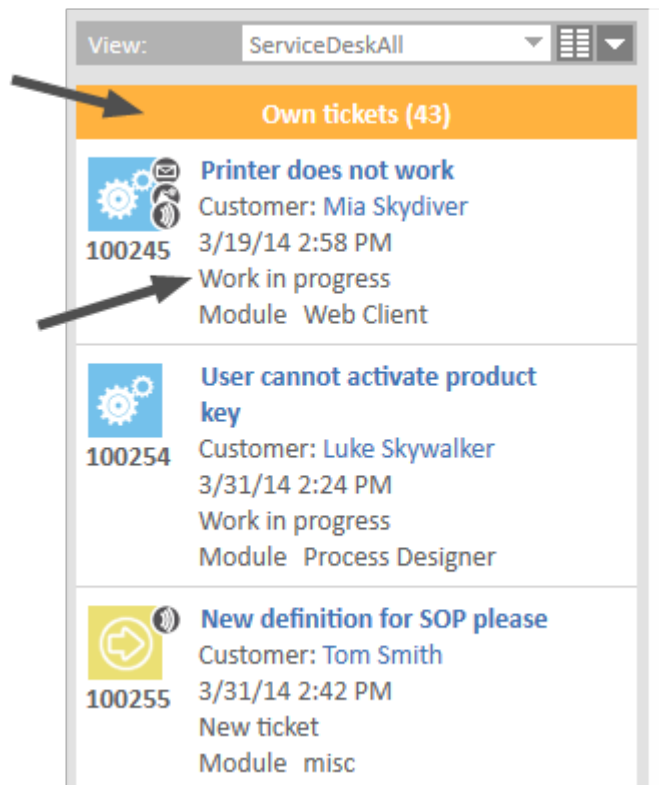 View: ServiceDeskAll
Own tickets (43)
Printer does not work
Customer: Mia Skydiver
100245 3/19/14 2:58 PM
Work in progress
Module Web Client
User cannot activate product
key
Customer: Luke Skywalker
100254
3/31/14 2:24 PM
Work in progress
Module Process Designer
New definition for SOP please
Customer: Tom Smith
100255 3/31/14 2:42 PM
New ticket
Module misc